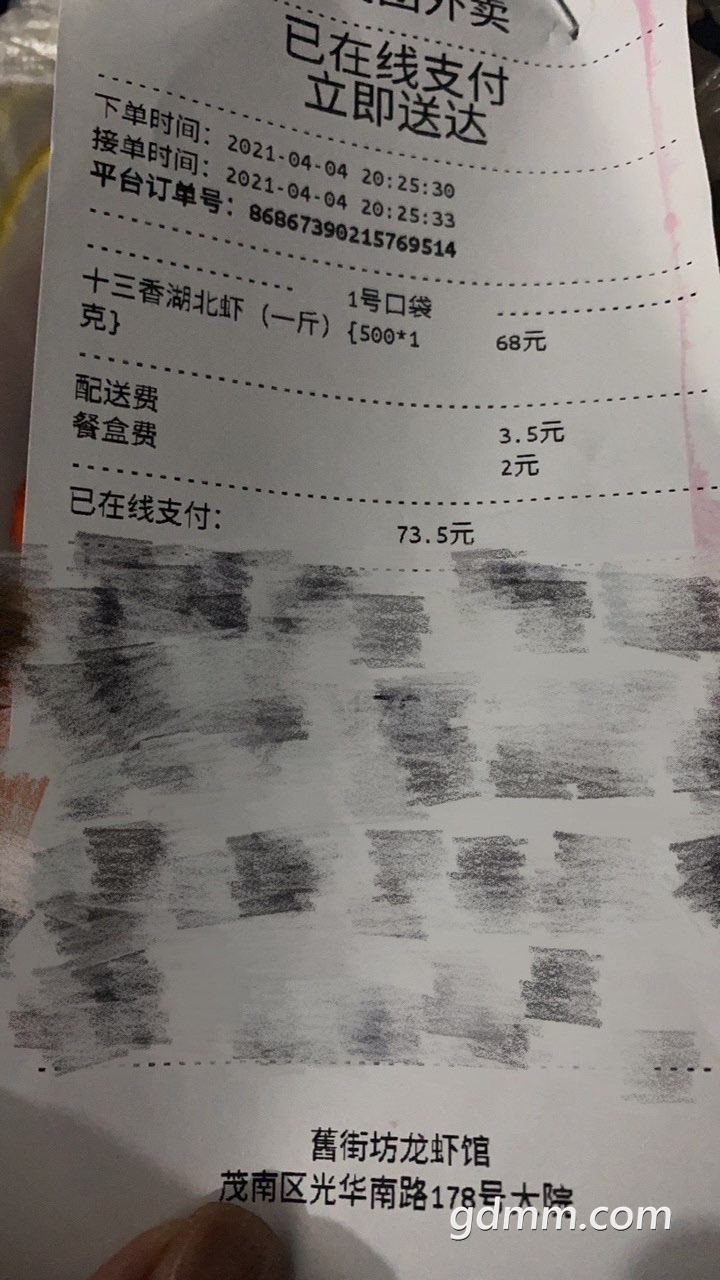 外卖
已在线支付
立即送达
下单时间：2021-04-04 20:25:30
接单时间：2021-04-04 20:25:33
平台订单号：86867390215769514
1号口袋
十三香湖北虾（一斤）{500*1 68元
克}
配送费 3.5元
餐盒费 2元
已在线支付: 73.5元
舊街坊龙虾馆
茂南区光华南路178号大院
gdmm.com